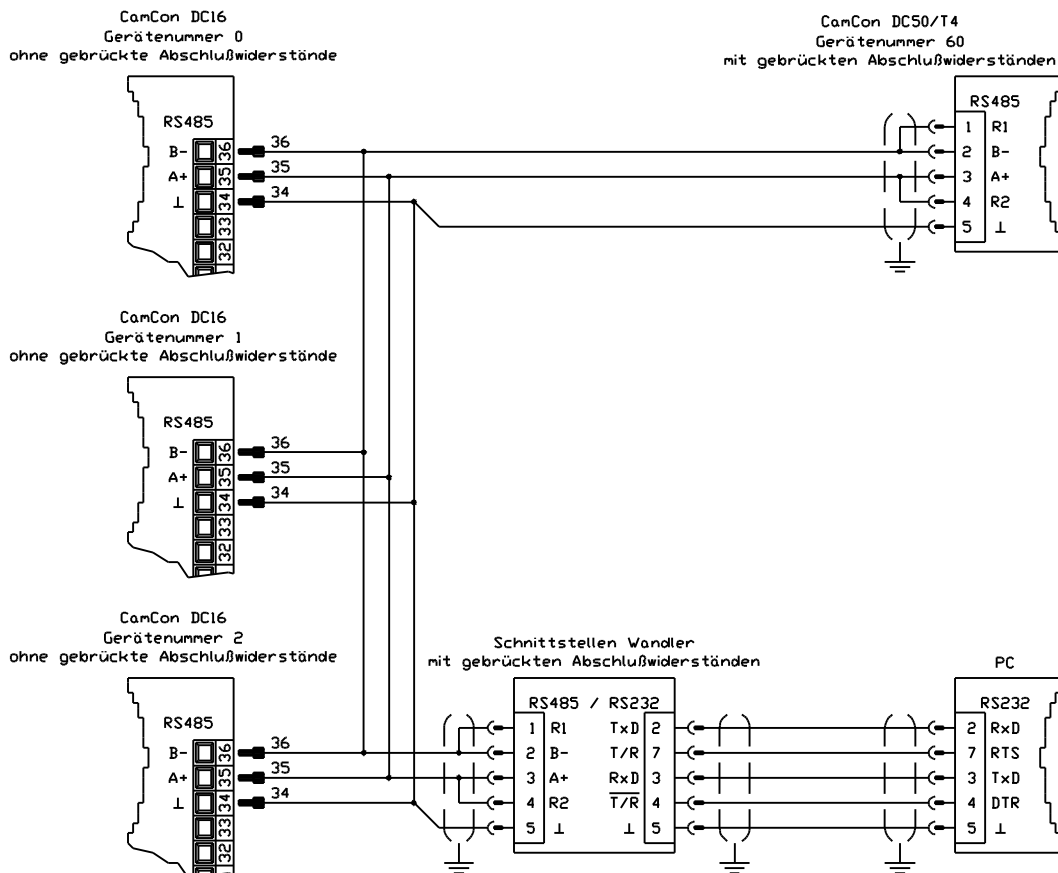 CamCon DC16
Gerätenummer 0
ohne gebrückte Abschlußwiderstände
RS485
B- 36 36
A+ 35 35
⊥ 34 34
33
32
CamCon DC50/T4
Gerätenummer 60
mit gebrückten Abschlußwiderständen
RS485
1 R1
2 B-
3 A+
4 R2
5 ⊥
CamCon DC16
Gerätenummer 1
ohne gebrückte Abschlußwiderstände
RS485
B- 36 36
A+ 35 35
⊥ 34 34
33
32
CamCon DC16
Gerätenummer 2
ohne gebrückte Abschlußwiderstände
RS485
B- 36 36
A+ 35 35
⊥ 34 34
33
32
Schnittstellen Wandler
mit gebrückten Abschlußwiderständen
RS485 / RS232
1 R1 TxD 2
2 B- T/R 7
3 A+ RxD 3
4 R2 T/R 4
5 ⊥ ⊥ 5
PC
RS232
2 RxD
7 RTS
3 TxD
4 DTR
5 ⊥